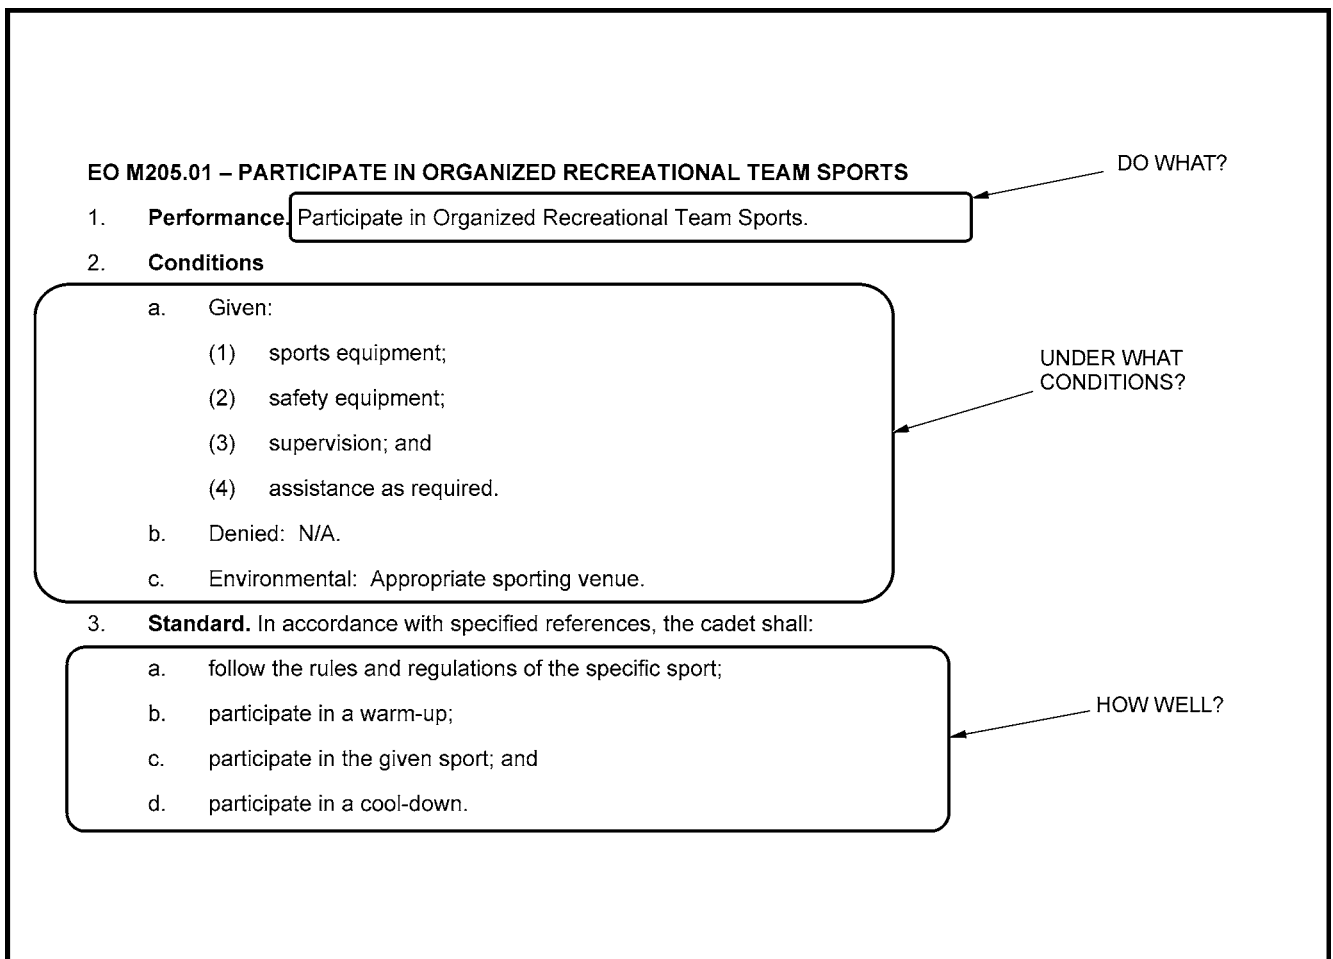 EO M205.01 – PARTICIPATE IN ORGANIZED RECREATIONAL TEAM SPORTS
DO WHAT?
1. Performance. Participate in Organized Recreational Team Sports.
2. Conditions
a. Given:
(1) sports equipment;
UNDER WHAT
CONDITIONS?
(2) safety equipment;
(3) supervision; and
(4) assistance as required.
b. Denied: N/A.
c. Environmental: Appropriate sporting venue.
3. Standard. In accordance with specified references, the cadet shall:
a. follow the rules and regulations of the specific sport;
HOW WELL?
b. participate in a warm-up;
c. participate in the given sport; and
d. participate in a cool-down.